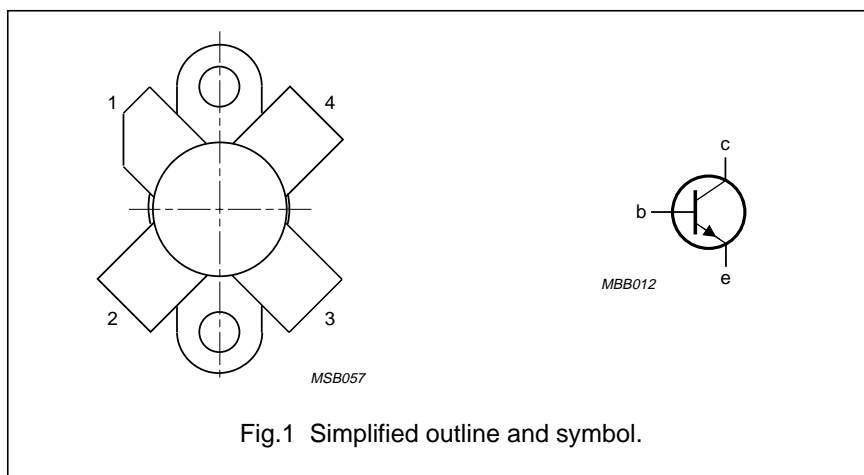 1
4
c
b
e
MBB012
2
3
MSB057
Fig.1 Simplified outline and symbol.